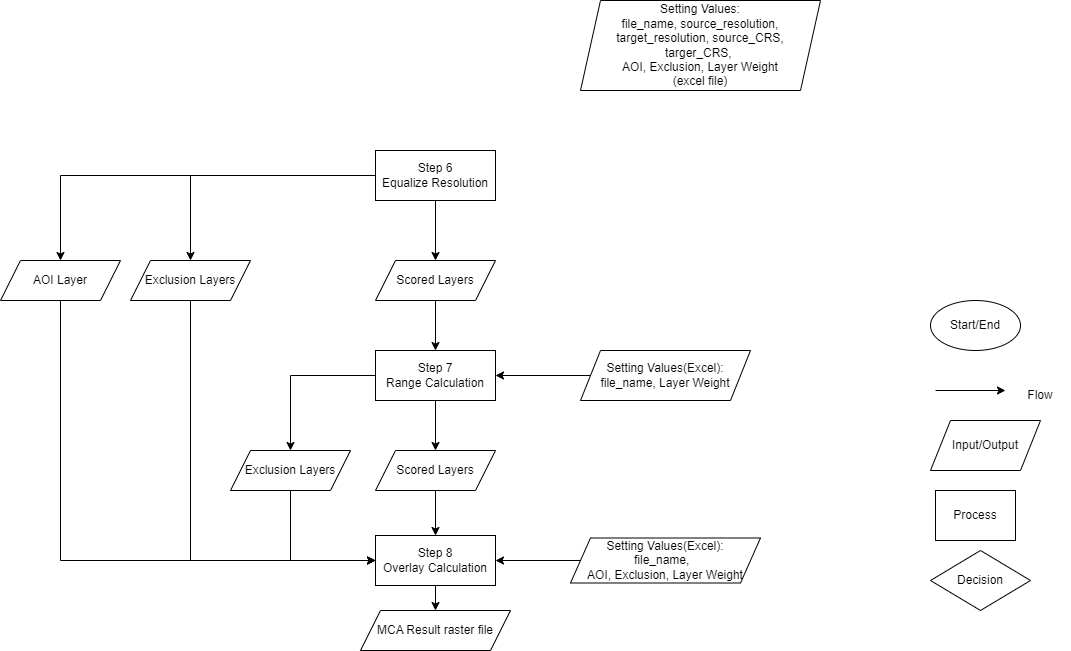 Setting Values:
file_name, source_resolution,
target_resolution, source_CRS,
targer_CRS,
AOI, Exclusion, Layer Weight
(excel file)
Step 6
Equalize Resolution
AOI Layer
Exclusion Layers
Scored Layers
Start/End
Step 7
Range Calculation
Setting Values(Excel):
file_name, Layer Weight
Flow
Input/Output
Exclusion Layers
Scored Layers
Process
Step 8
Overlay Calculation
Setting Values(Excel):
file_name,
AOI, Exclusion, Layer Weight
Decision
MCA Result raster file